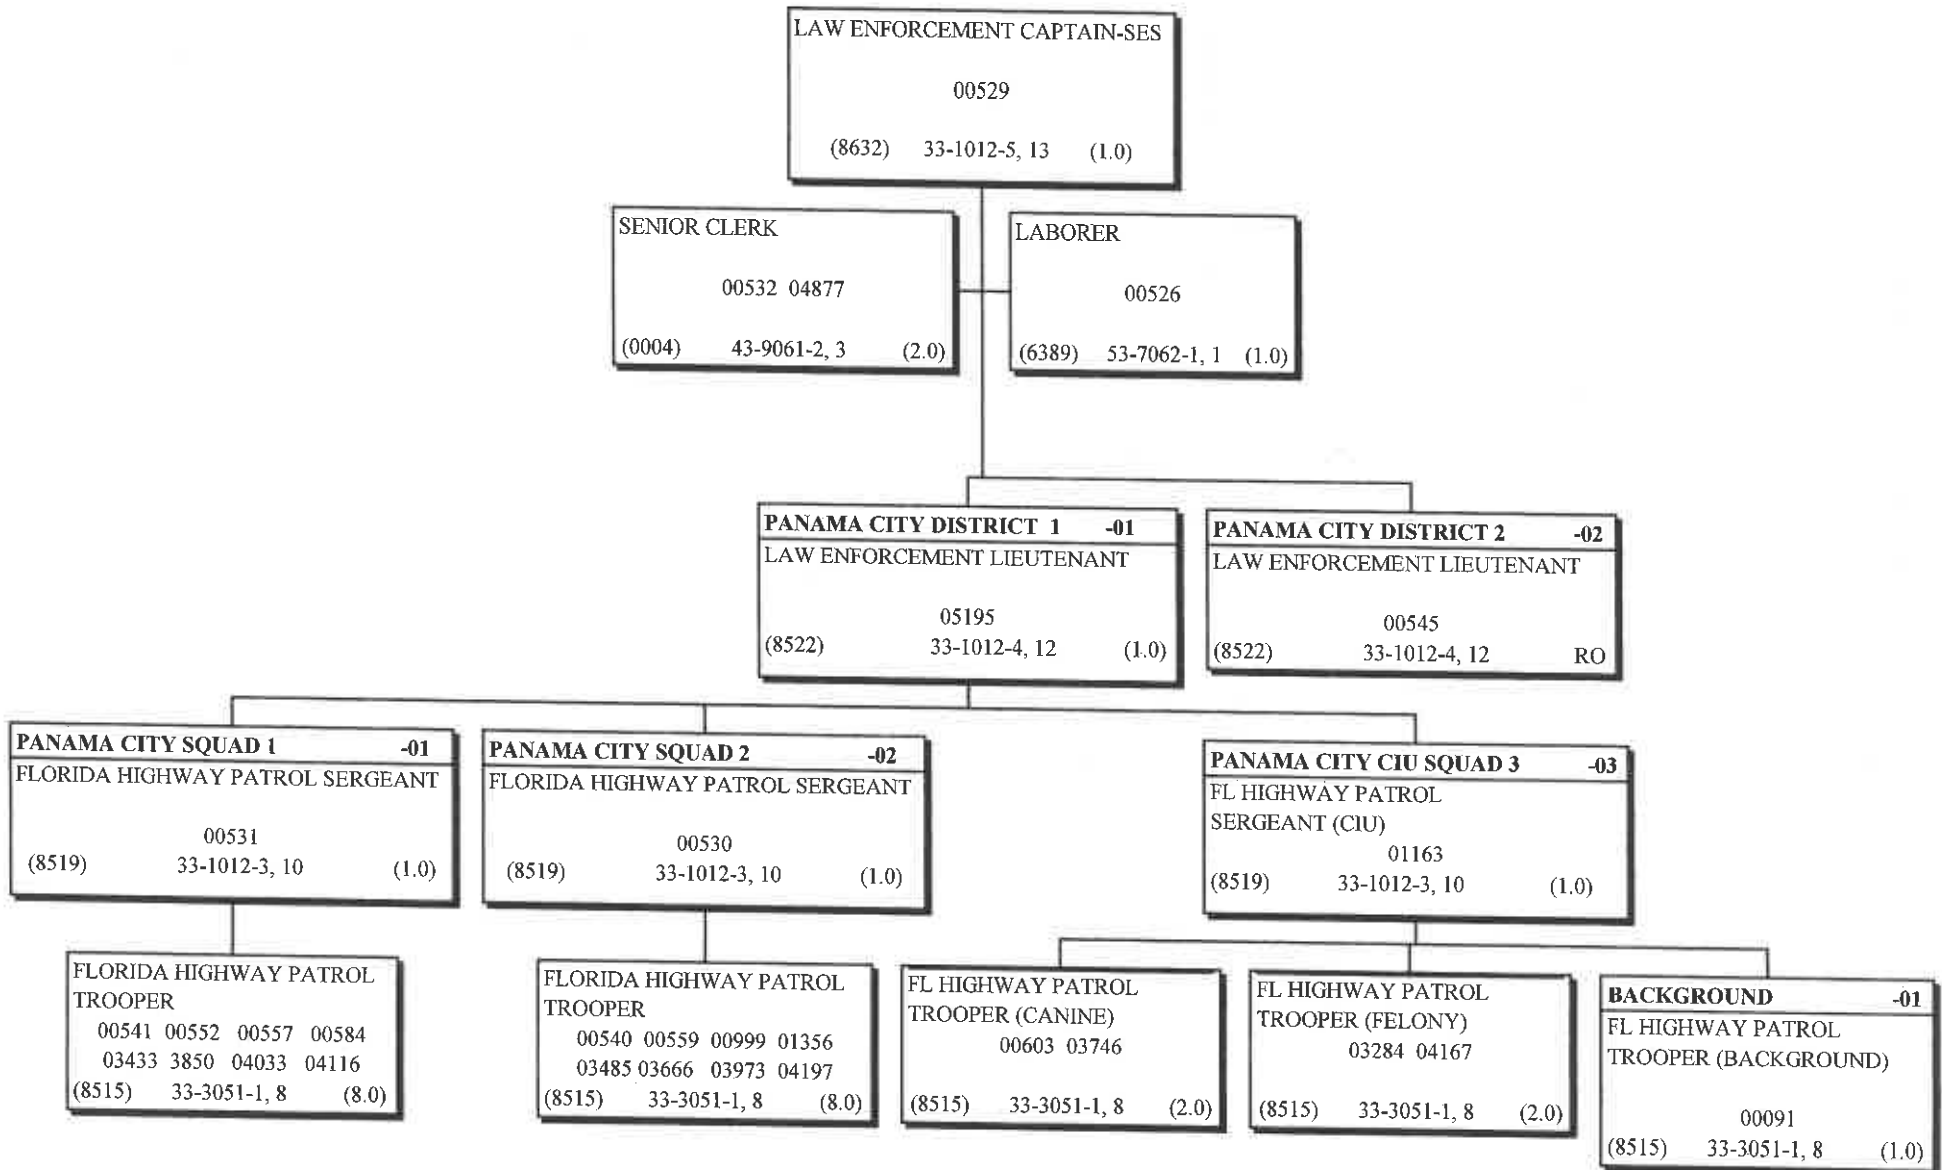 LAW ENFORCEMENT CAPTAIN-SES
00529
(8632) 33-1012-5, 13 (1.0)
SENIOR CLERK
00532 04877
(0004) 43-9061-2, 3 (2.0)
LABORER
00526
(6389) 53-7062-1, 1 (1.0)
PANAMA CITY DISTRICT 1 -01
LAW ENFORCEMENT LIEUTENANT
05195
(8522) 33-1012-4, 12 (1.0)
PANAMA CITY DISTRICT 2 -02
LAW ENFORCEMENT LIEUTENANT
00545
(8522) 33-1012-4, 12 RO
PANAMA CITY SQUAD 1 -01
FLORIDA HIGHWAY PATROL SERGEANT
00531
(8519) 33-1012-3, 10 (1.0)
PANAMA CITY SQUAD 2 -02
FLORIDA HIGHWAY PATROL SERGEANT
00530
(8519) 33-1012-3, 10 (1.0)
PANAMA CITY CIU SQUAD 3 -03
FL HIGHWAY PATROL
SERGEANT (CIU)
01163
(8519) 33-1012-3, 10 (1.0)
FLORIDA HIGHWAY PATROL
TROOPER
00541 00552 00557 00584
03433 3850 04033 04116
(8515) 33-3051-1, 8 (8.0)
FLORIDA HIGHWAY PATROL
TROOPER
00540 00559 00999 01356
03485 03666 03973 04197
(8515) 33-3051-1, 8 (8.0)
FL HIGHWAY PATROL
TROOPER (CANINE)
00603 03746
(8515) 33-3051-1, 8 (2.0)
FL HIGHWAY PATROL
TROOPER (FELONY)
03284 04167
(8515) 33-3051-1, 8 (2.0)
BACKGROUND -01
FL HIGHWAY PATROL
TROOPER (BACKGROUND)
00091
(8515) 33-3051-1, 8 (1.0)